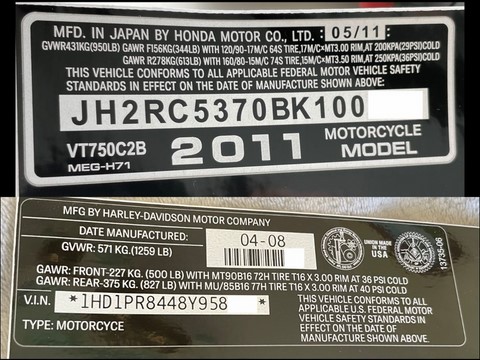 MFD. IN JAPAN BY HONDA MOTOR CO., LTD. 05/11
GVWR431KG(950LB) GAWR F156KG(344LB) WITH 120/90-17M/C 64S TIRE,17M/C×MT3.00 RIM, AT 200KPA(29PSI)COLD
GAWR R278KG(613LB) WITH 160/80-15M/C 74S TIRE,15M/C×MT3.50 RIM, AT 250KPA(36PSI)COLD
THIS VEHICLE CONFORMS TO ALL APPLICABLE FEDERAL MOTOR VEHICLE SAFETY
STANDARDS IN EFFECT ON THE DATE OF MANUFACTURE SHOWN ABOVE:
JH2RC5370BK100
VT750C2B 2011 MOTORCYCLE
MEG-H71 MODEL
MFG BY HARLEY-DAVIDSON MOTOR COMPANY
DATE MANUFACTURED: 04-08
GVWR: 571 KG.(1259 LB)
UNION MADE
IN THE USA
13735-06
GAWR: FRONT-227 KG. (500 LB) WITH MT90B16 72H TIRE T16 X 3.00 RIM AT 36 PSI COLD
GAWR: REAR-375 KG. (827 LB) WITH MU/85B16 77H TIRE T16 X 3.00 RIM AT 40 PSI COLD
V.I.N. *1HD1PR8448Y958
TYPE: MOTORCYCE
THIS VEHICLE CONFORMS TO ALL
APPLICABLE U.S. FEDERAL MOTOR
VEHICLE SAFETY STANDARDS IN
EFFECT ON THE DATE OF
MANUFACTURE SHOWN ABOVE.